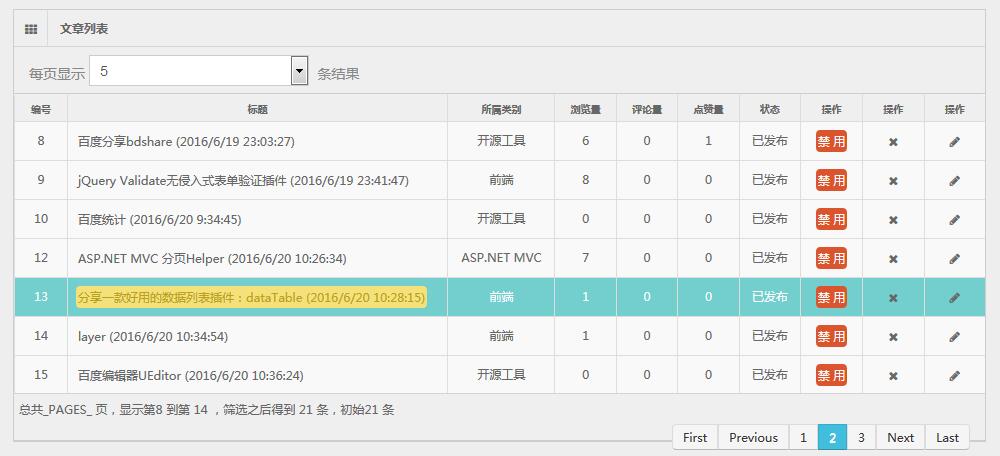 文章列表
每页显示 5 条结果
编号 标题 所属类别 浏览量 评论量 点赞量 状态 操作 操作 操作
8 百度分享bdshare (2016/6/19 23:03:27) 开源工具 6 0 1 已发布 禁用
9 jQuery Validate无侵入式表单验证插件 (2016/6/19 23:41:47) 前端 8 0 0 已发布 禁用
10 百度统计 (2016/6/20 9:34:45) 开源工具 0 0 0 已发布 禁用
12 ASP.NET MVC 分页Helper (2016/6/20 10:26:34) ASP.NET MVC 7 0 0 已发布 禁用
13 分享一款好用的数据列表插件：dataTable (2016/6/20 10:28:15) 前端 1 0 0 已发布 禁用
14 layer (2016/6/20 10:34:54) 前端 1 0 0 已发布 禁用
15 百度编辑器UEditor (2016/6/20 10:36:24) 开源工具 0 0 0 已发布 禁用
总共_PAGES_ 页，显示第8 到第 14 ，筛选之后得到 21 条，初始21 条
First Previous 1 2 3 Next Last